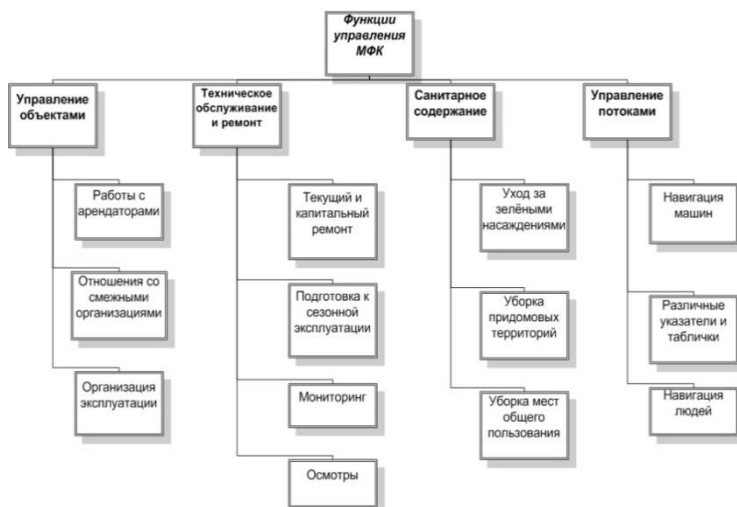 Функции
управления
МФК
Управление
объектами
Техническое
обслуживание
и ремонт
Санитарное
содержание
Управление
потоками
Работы с
арендаторами
Отношения со
смежными
организациями
Организация
эксплуатации
Текущий и
капитальный
ремонт
Подготовка к
сезонной
эксплуатации
Мониторинг
Осмотры
Уход за
зелёными
насаждениями
Уборка
придомовых
территорий
Уборка мест
общего
пользования
Навигация
машин
Различные
указатели и
таблички
Навигация
людей